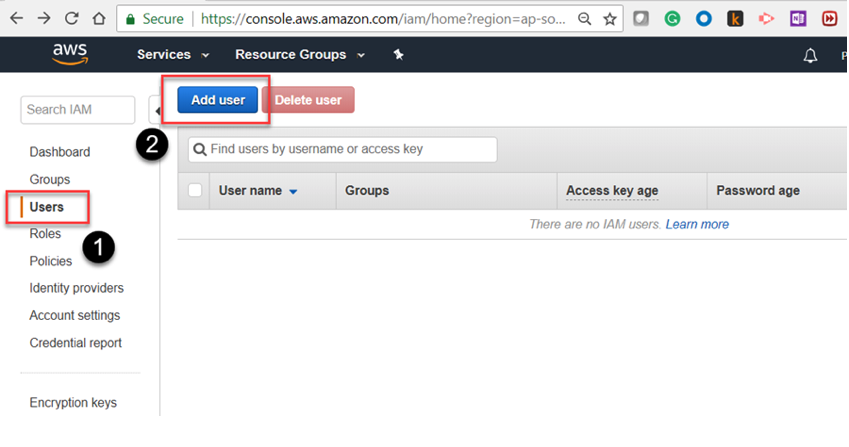 Secure https://console.aws.amazon.com/iam/home?region=ap-so...
aws Services Resource Groups
Search IAM
Add user Delete user
2
Find users by username or access key
Dashboard
Groups
Users
Roles
1
Policies
Identity providers
Account settings
Credential report
Encryption keys
User name Groups Access key age Password age
There are no IAM users. Learn more